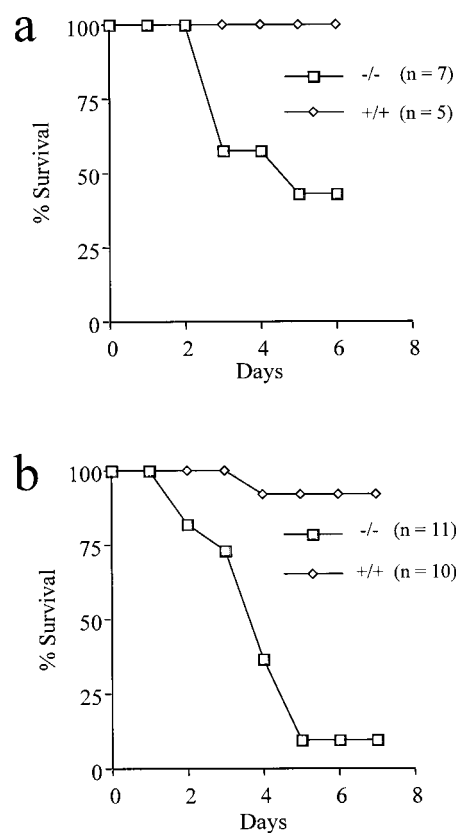 a
100
75
50
25
0
% Survival
-/- (n = 7)
+/+ (n = 5)
0 2 4 6 8
Days
b
100
75
50
25
0
% Survival
-/- (n = 11)
+/+ (n = 10)
0 2 4 6 8
Days